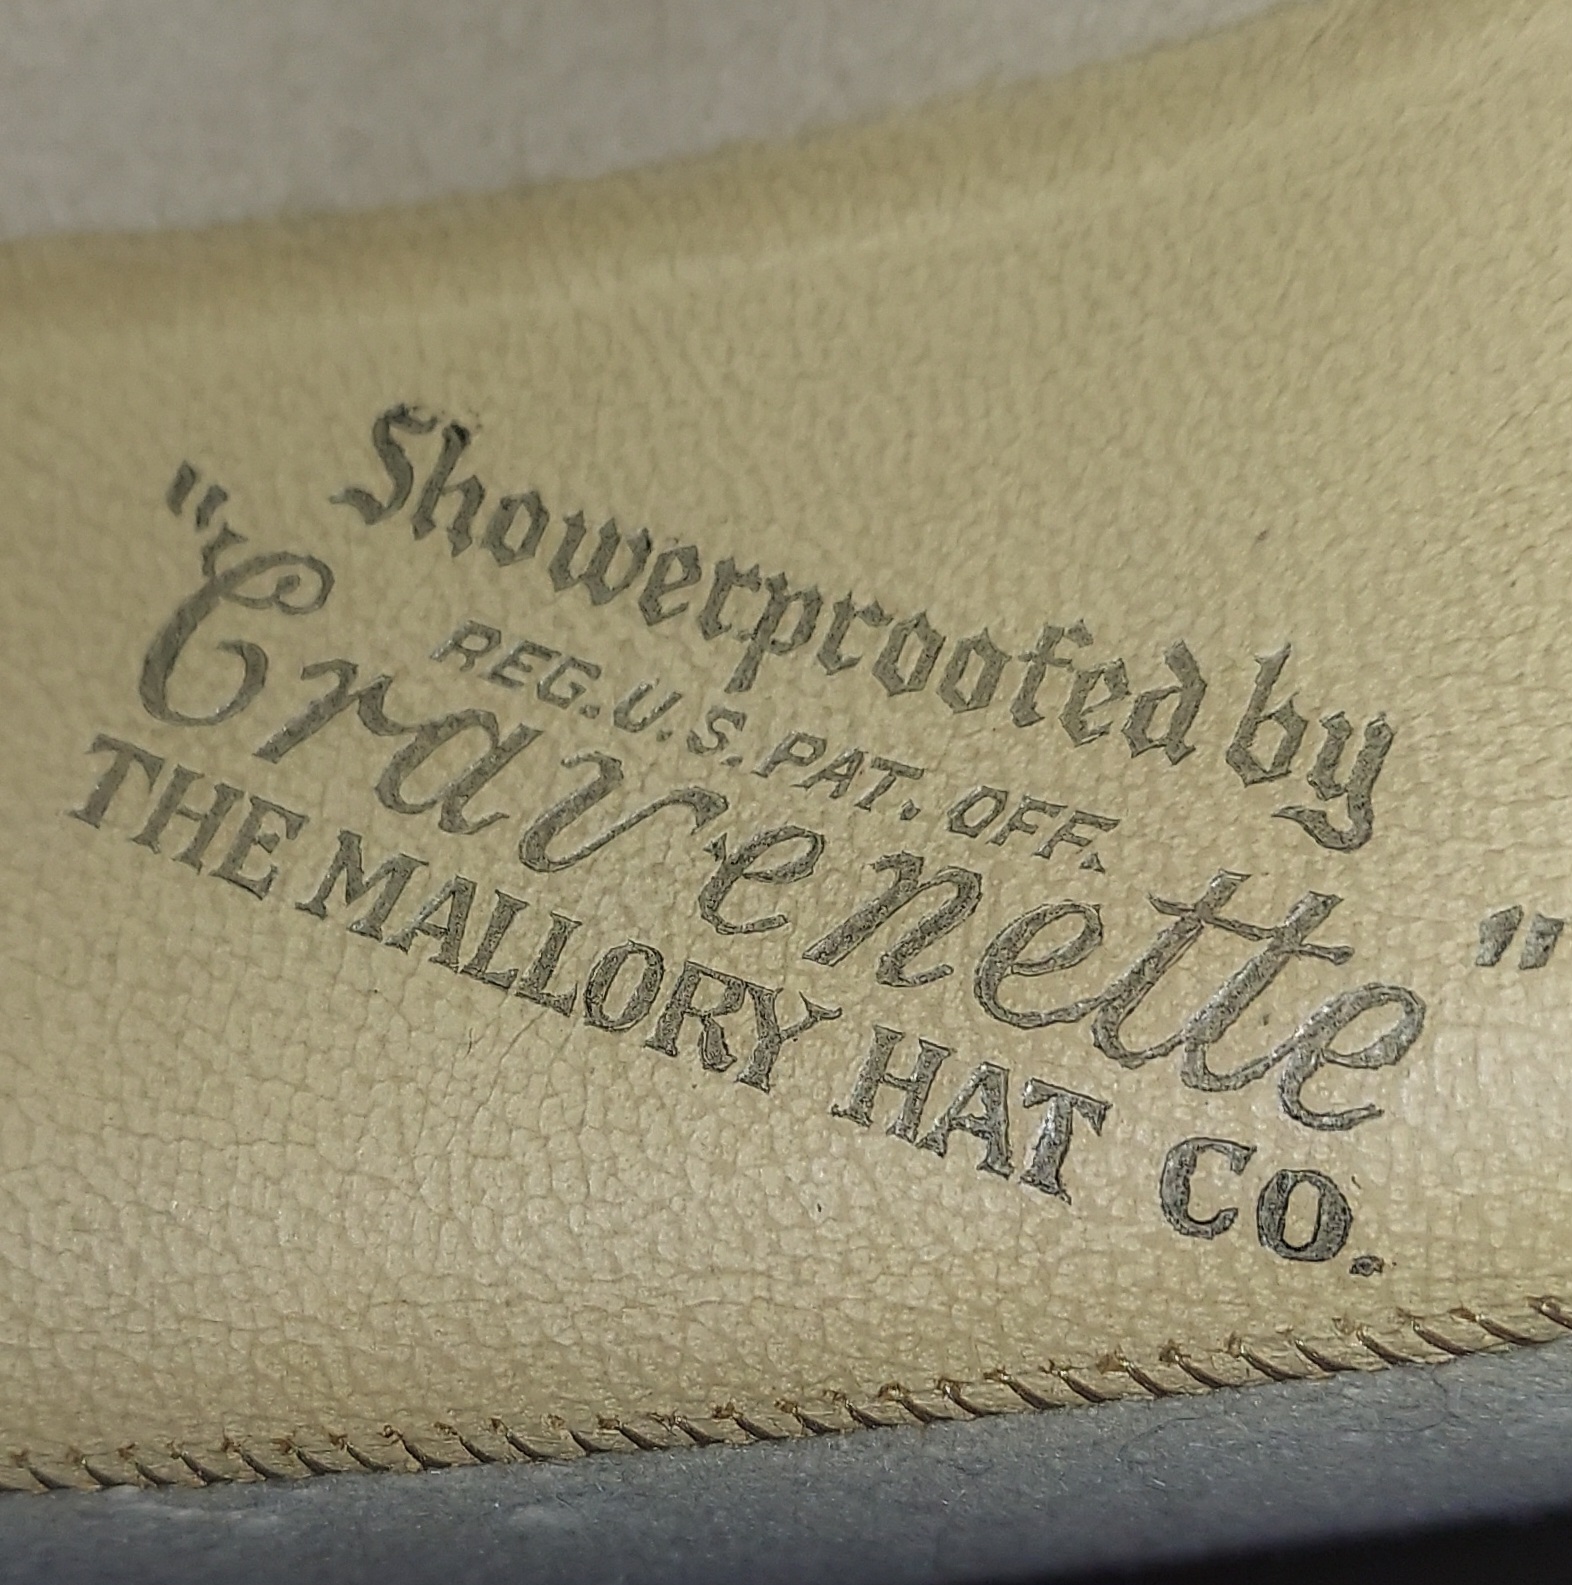 Showerproofed by
REG. U.S. PAT. OFF.
"Cravenette"
THE MALLORY HAT CO.